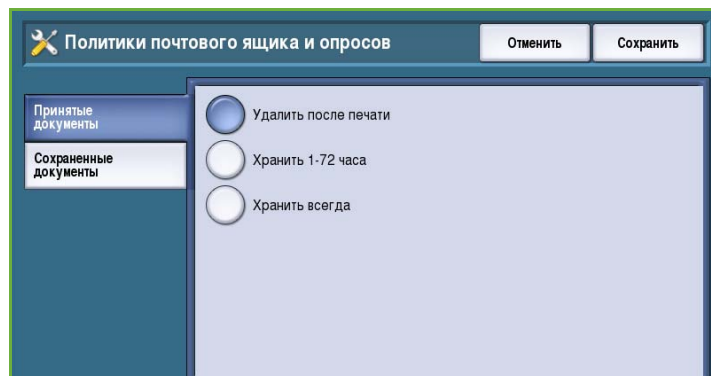 Политики почтового ящика и опросов
Отменить
Сохранить
Принятые
документы
Сохраненные
документы
Удалить после печати
Хранить 1-72 часа
Хранить всегда